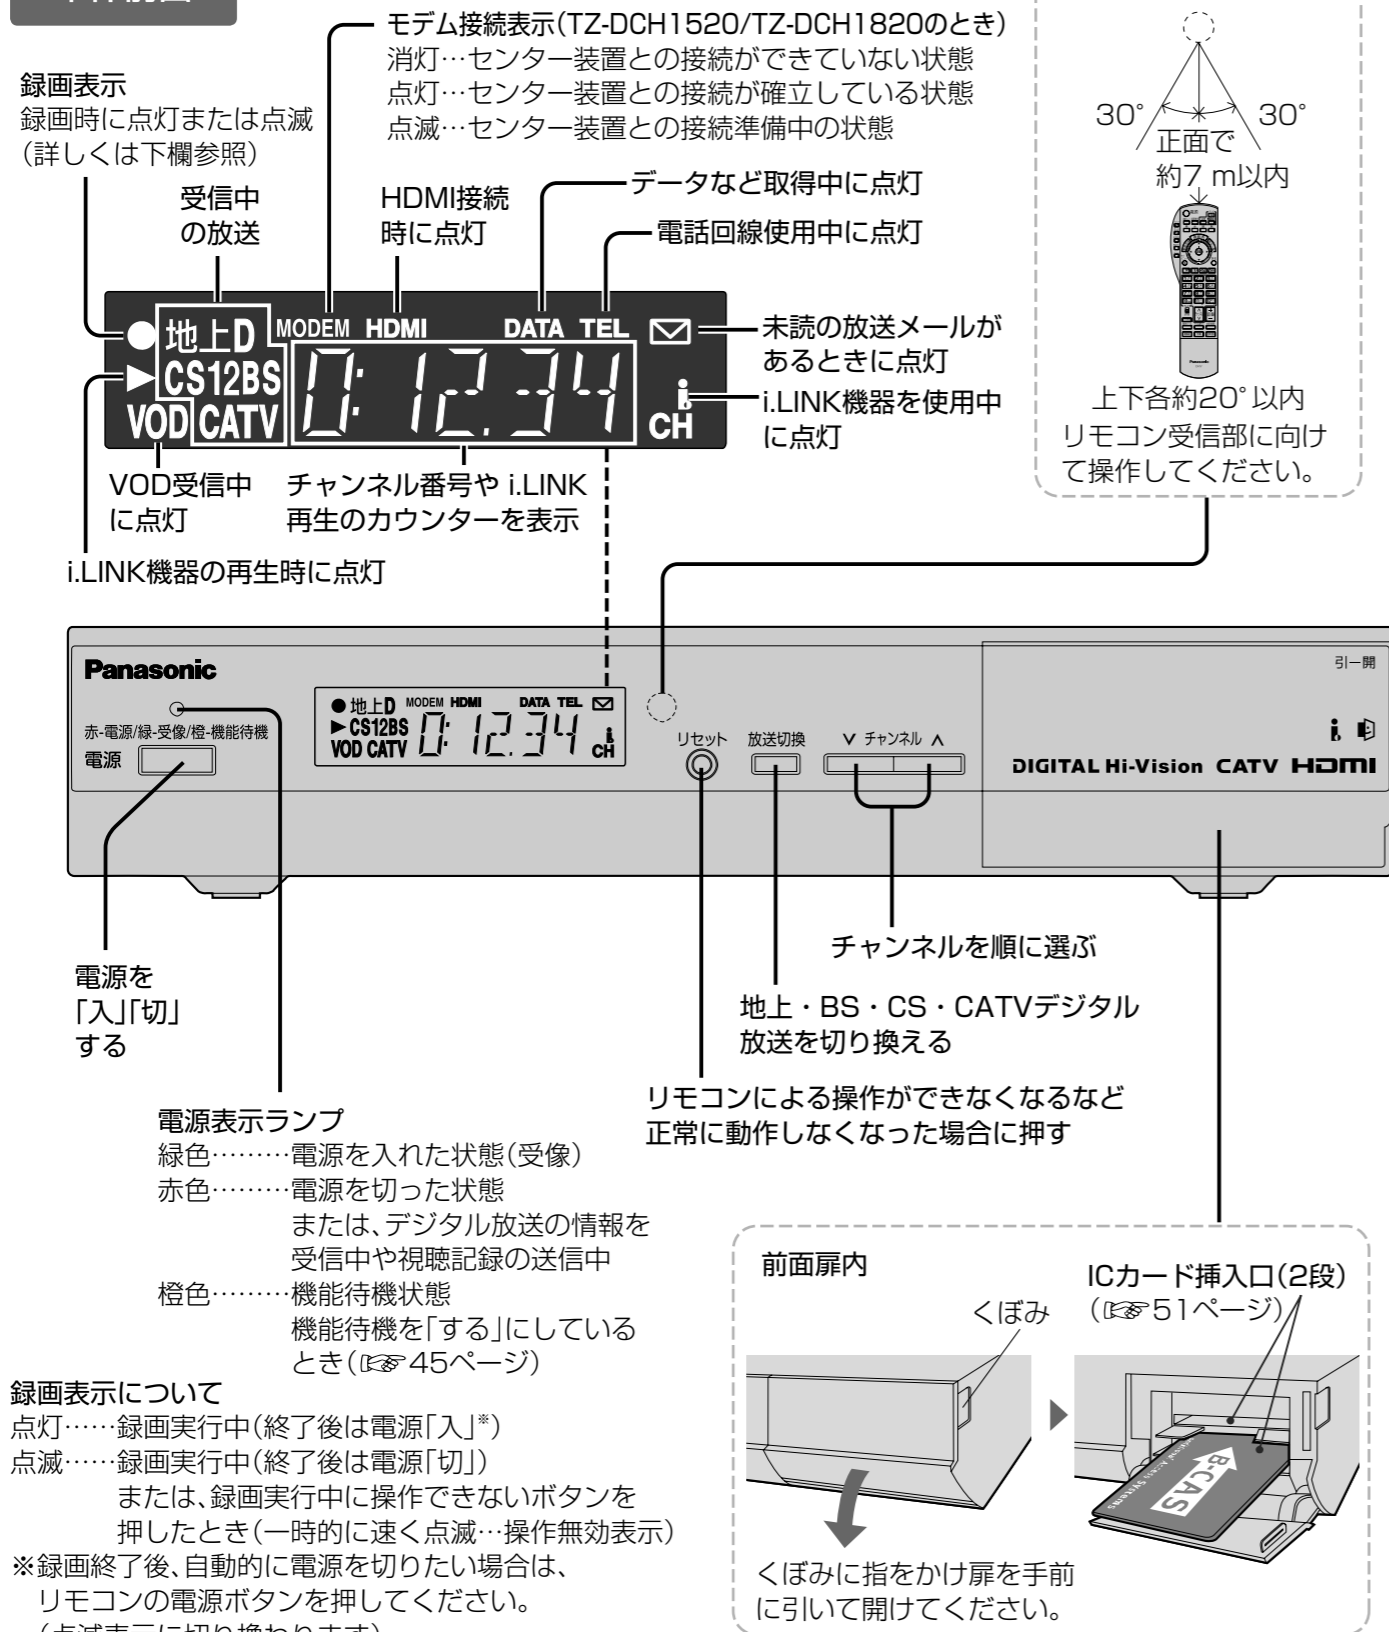 モデム接続表示(TZ-DCH1520/TZ-DCH1820のとき)
消灯…センター装置との接続ができていない状態
点灯…センター装置との接続が確立している状態
点滅…センター装置との接続準備中の状態
録画表示
録画時に点灯または点滅
(詳しくは下欄参照)
受信中
の放送
HDMI接続
時に点灯
データなど取得中に点灯
電話回線使用中に点灯
30°
30°
正面で
約7 m以内
上下各約20°以内
リモコン受信部に向け
て操作してください。
●地上D MODEM HDMI DATA TEL
▶CS12BS 0:12.34
VOD CATV CH
未読の放送メールが
あるときに点灯
i.LINK機器を使用中
に点灯
VOD受信中
に点灯
チャンネル番号や i.LINK
再生のカウンターを表示
i.LINK機器の再生時に点灯
Panasonic
赤-電源/緑-受像/橙-機能待機
電源
●地上D MODEM HDMI DATA TEL
▶CS12BS 0:12.34
VOD CATV CH
リセット
放送切換
∨ チャンネル ∧
引ー開
DIGITAL Hi-Vision CATV HDMI
電源を
「入」「切」
する
チャンネルを順に選ぶ
地上・BS・CS・CATVデジタル
放送を切り換える
リモコンによる操作ができなくなるなど
正常に動作しなくなった場合に押す
電源表示ランプ
緑色………電源を入れた状態(受像)
赤色………電源を切った状態
または、デジタル放送の情報を
受信中や視聴記録の送信中
橙色………機能待機状態
機能待機を「する」にしている
とき(☞45ページ)
録画表示について
点灯……録画実行中(終了後は電源「入」※)
点滅……録画実行中(終了後は電源「切」)
または、録画実行中に操作できないボタンを
押したとき(一時的に速く点滅…操作無効表示)
※録画終了後、自動的に電源を切りたい場合は、
リモコンの電源ボタンを押してください。
(点滅表示に切り換わります)
前面扉内
くぼみ
ICカード挿入口(2段)
(☞51ページ)
B-CAS
くぼみに指をかけ扉を手前
に引いて開けてください。